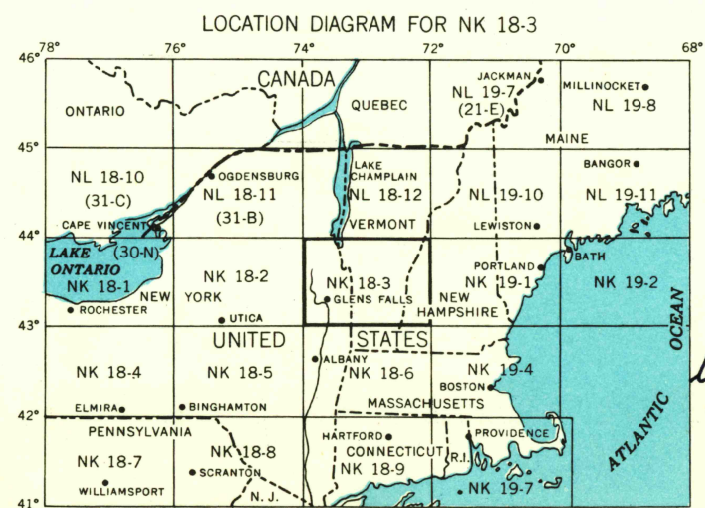 LOCATION DIAGRAM FOR NK 18-3
78° 76° 74° 72° 70° 68°
46°
CANADA
JACKMAN
MILLINOCKET
ONTARIO
QUEBEC
NL 19-7
(21-E)
NL 19-8
MAINE
45°
LAKE
CHAMPLAIN
BANGOR
NL 18-10
(31-C)
OGDENSBURG
NL 18-11
(31-B)
NL 18-12
NL 19-10
NL 19-11
CAPE VINCENT
VERMONT
LEWISTON
44°
LAKE
ONTARIO
(30-N)
NK 18-1
NK 18-2
NK 18-3
PORTLAND
NK 19-1
BATH
NK 19-2
NEW YORK
GLENS FALLS
NEW
HAMPSHIRE
ROCHESTER
UTICA
OCEAN
43°
UNITED STATES
ALBANY
NK 18-4
NK 18-5
NK 18-6
NK 19-4
BOSTON
ELMIRA
BINGHAMTON
MASSACHUSETTS
ATLANTIC
42°
PENNSYLVANIA
HARTFORD
PROVIDENCE
NK 18-7
NK 18-8
CONNECTICUT
R.I.
NK 18-9
SCRANTON
WILLIAMSPORT
N. J.
NK 19-7
41°